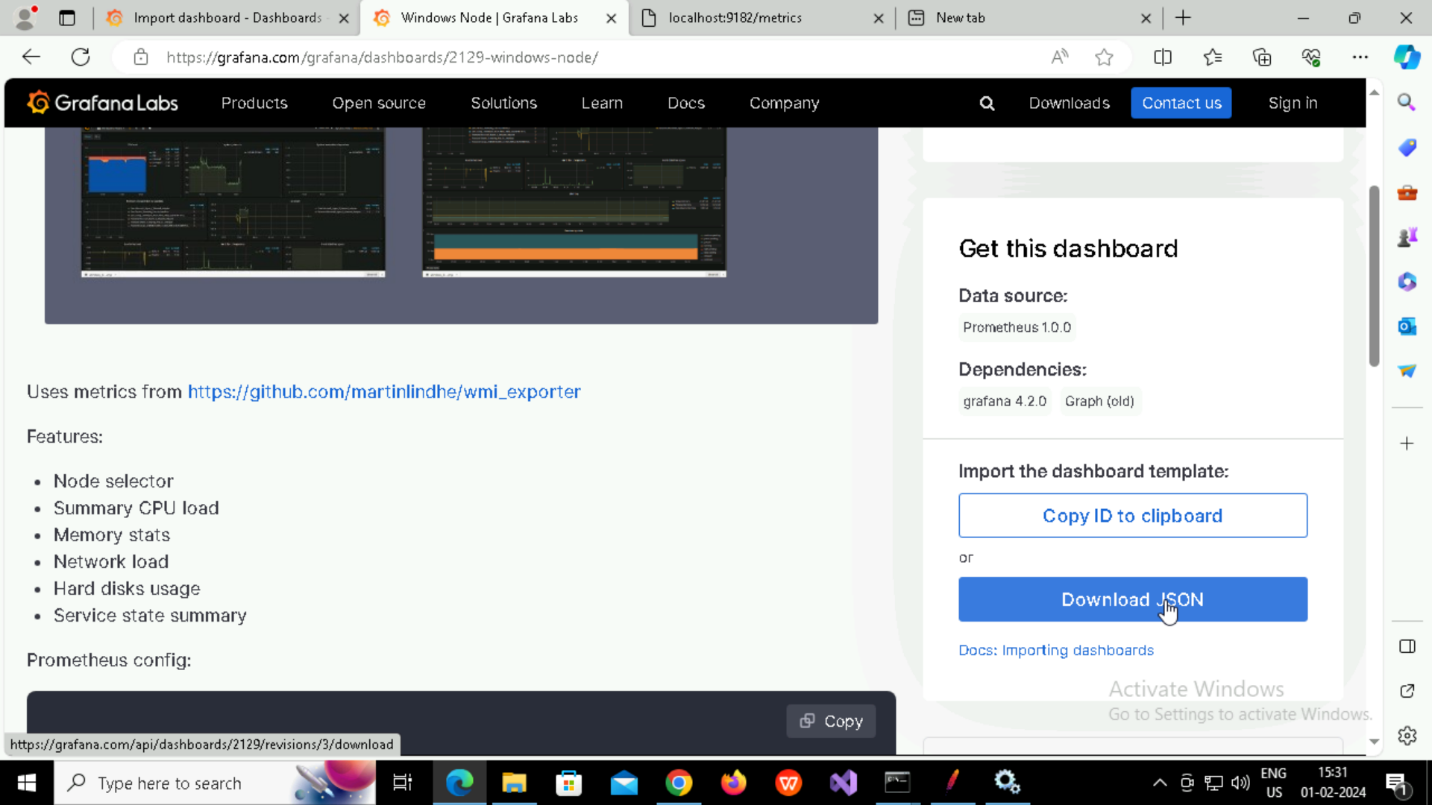 Import dashboard - Dashboards -
Windows Node | Grafana Labs
localhost:9182/metrics
New tab
https://grafana.com/grafana/dashboards/2129-windows-node/
Grafana Labs
Products
Open source
Solutions
Learn
Docs
Company
Downloads
Contact us
Sign in
Get this dashboard
Data source:
Prometheus 1.0.0
Dependencies:
grafana 4.2.0
Graph (old)
Import the dashboard template:
Copy ID to clipboard
or
Download JSON
Docs: Importing dashboards
Uses metrics from https://github.com/martinlindhe/wmi_exporter
Features:
• Node selector
• Summary CPU load
• Memory stats
• Network load
• Hard disks usage
• Service state summary
Prometheus config:
Copy
https://grafana.com/api/dashboards/2129/revisions/3/download
Activate Windows
Go to Settings to activate Windows.
Type here to search
ENG
US
15:31
01-02-2024
1